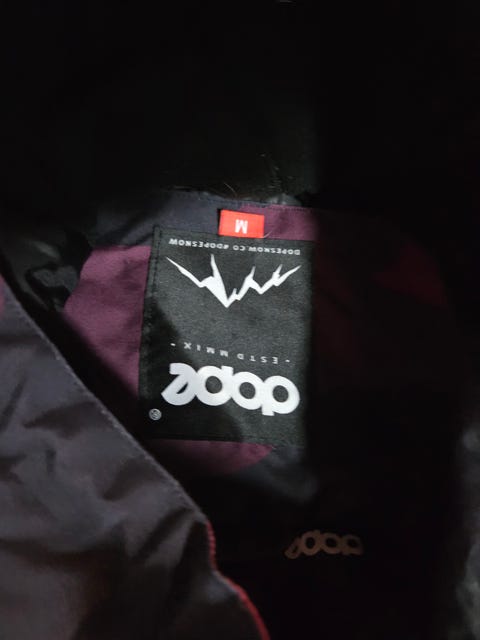 dope
®
- ESTD MMIX -
DOPESNOW.CO #DOPESNOW
M
dope